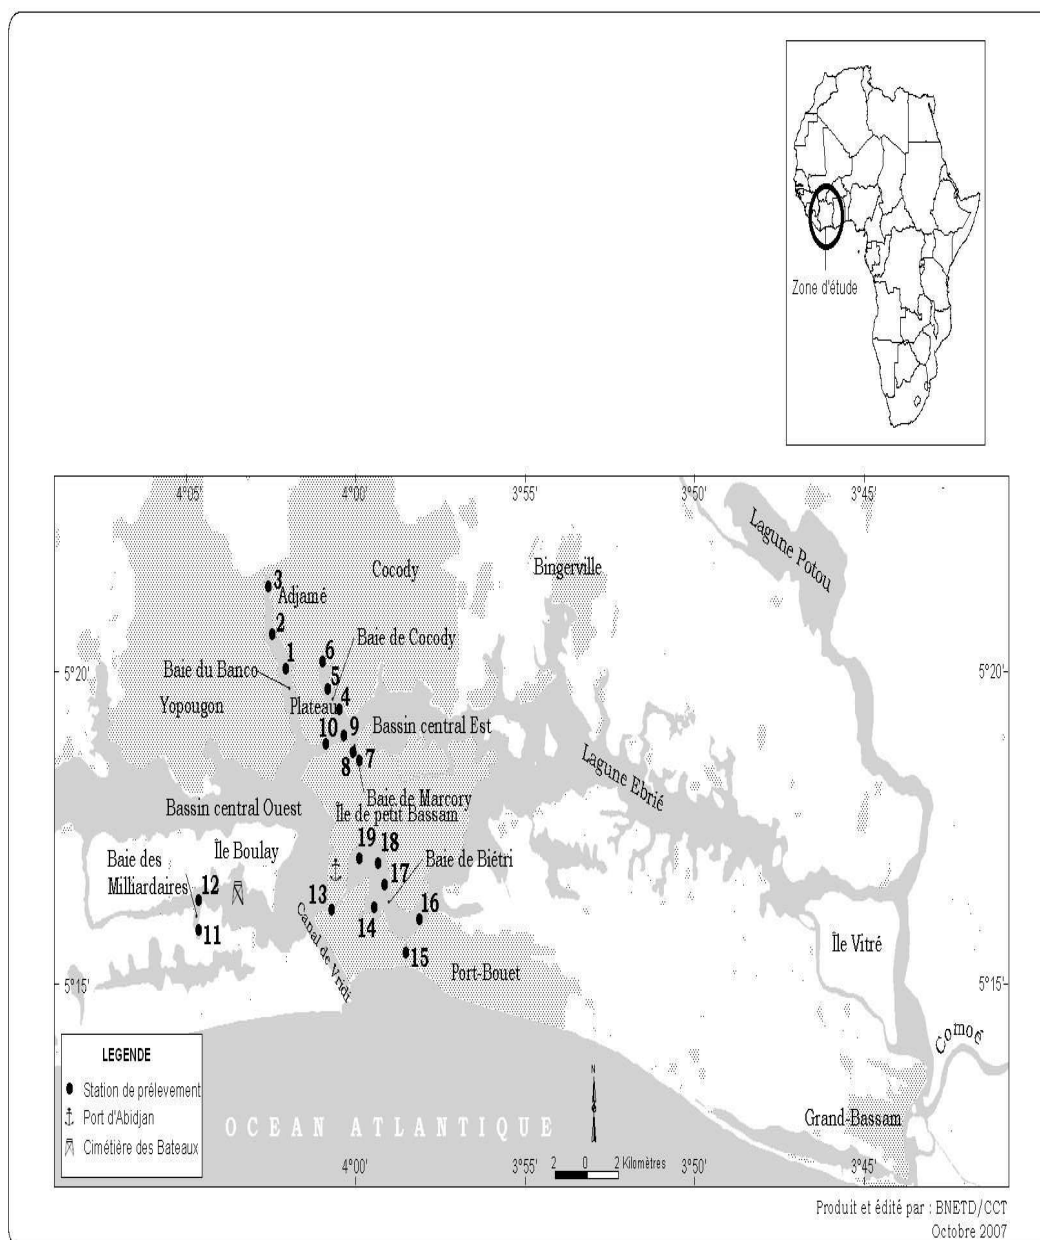 Zone d'étude
4°05'
4°00'
3°55'
3°50'
3°45'
Lagune Potou
Bingerville
Cocody
3
Adjamé
2
Baie de Cocody
6
1
5°20'
5°20'
Baie du Banco
5
Yopougon
Plateau
4
10
9
Bassin central Est
8
7
Lagune Ebrié
Baie de Marcory
Bassin central Ouest
Île de petit Bassam
19
18
Île Boulay
Baie de Biétri
Baie des
Milliardaires
12
17
13
16
14
11
Canal de Vridi
15
Port-Bouet
Île Vitré
5°15'
5°15'
Comoé
LEGENDE
Station de prélevement
Port d'Abidjan
Cimétière des Bateaux
N
OCEAN ATLANTIQUE
Grand-Bassam
2 0 2 Kilomètres
4°00'
3°55'
3°50'
3°45'
Produit et édité par : BNETD/CCT
Octobre 2007